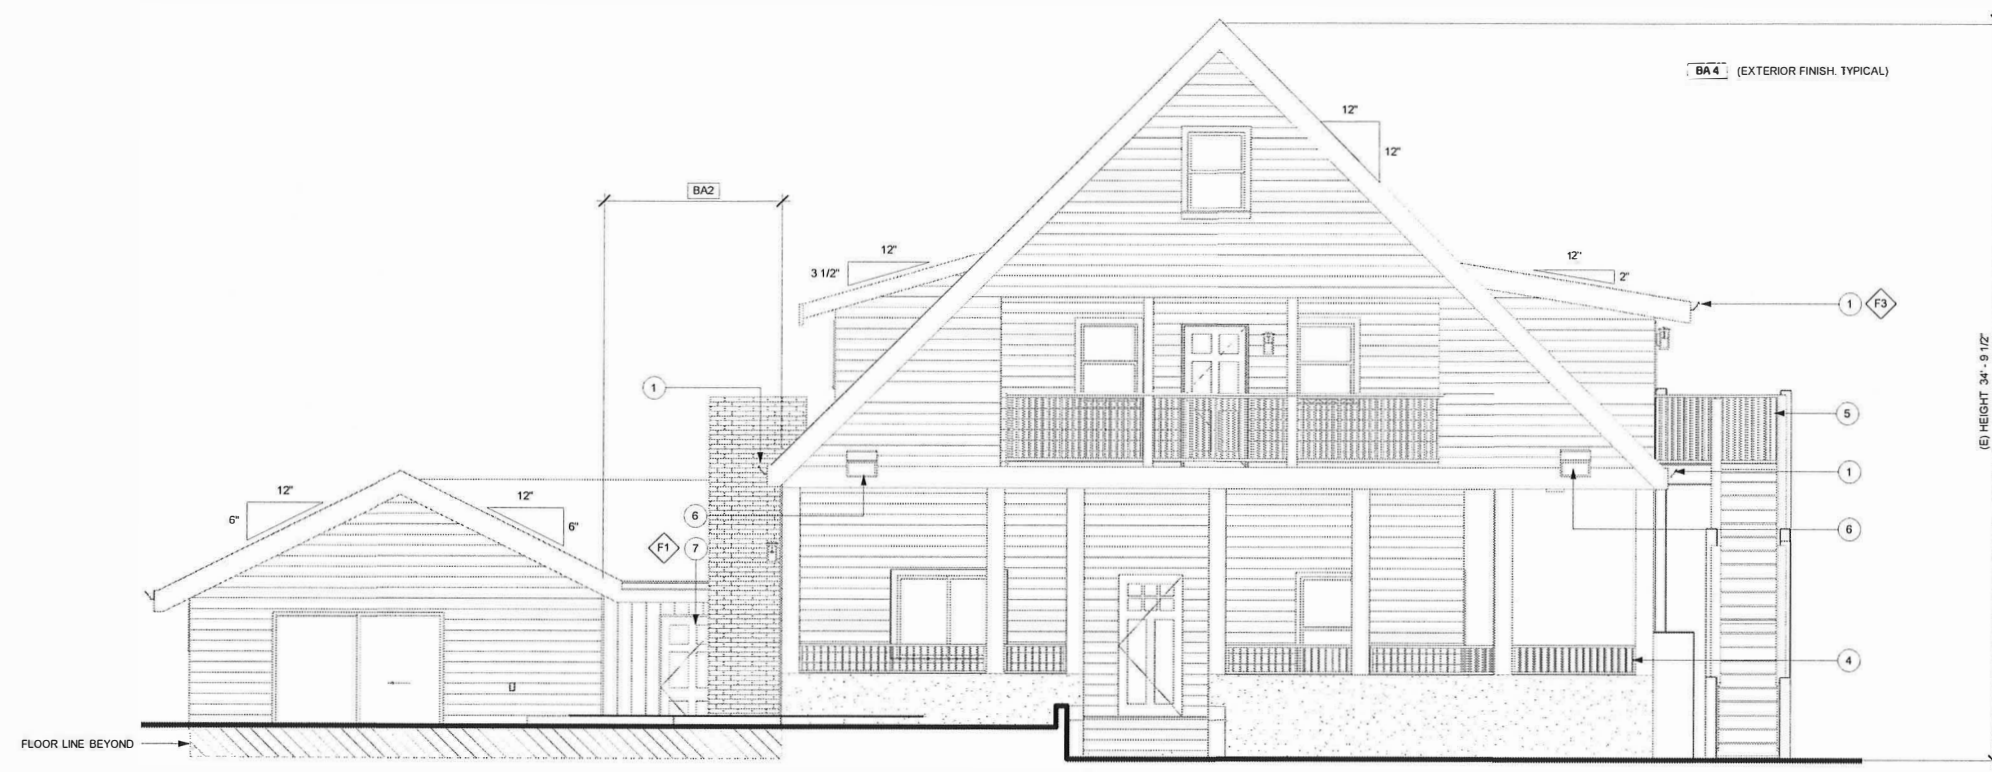 BA 4 (EXTERIOR FINISH. TYPICAL)
12"
12"
BA2
12"
3 1/2"
12"
2"
1 F3
(E) HEIGHT 34' - 9 1/2"
1
5
1
12"
6"
12"
6"
6
6
F1 7
4
FLOOR LINE BEYOND